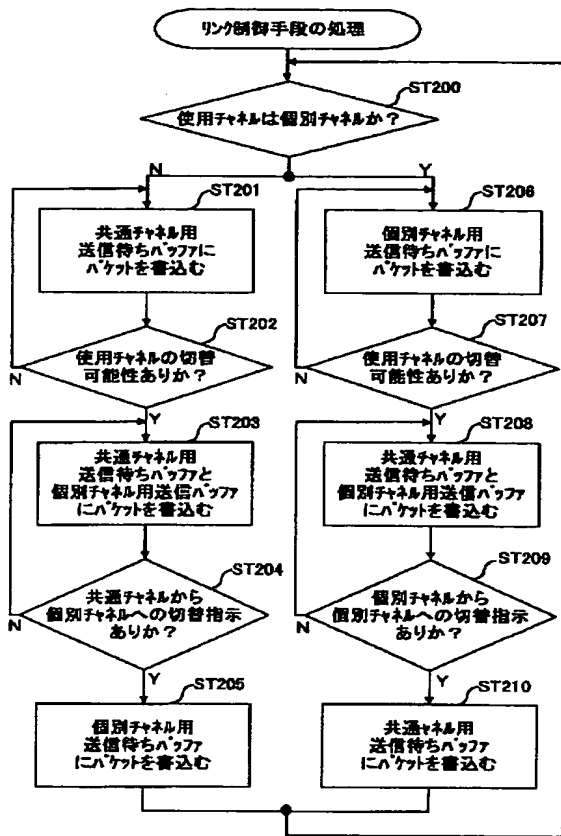 リンク制御手段の処理
ST200
使用チャネルは個別チャネルか？
N
Y
ST201
共通チャネル用
送信待ちバッファに
パケットを書込む
ST206
個別チャネル用
送信待ちバッファに
パケットを書込む
ST202
使用チャネルの切替
可能性ありか？
N
Y
ST207
使用チャネルの切替
可能性ありか？
N
Y
ST203
共通チャネル用
送信待ちバッファと
個別チャネル用送信バッファ
にパケットを書込む
ST208
共通チャネル用
送信待ちバッファと
個別チャネル用送信バッファ
にパケットを書込む
ST204
共通チャネルから
個別チャネルへの切替指示
ありか？
N
Y
ST209
個別チャネルから
個別チャネルへの切替指示
ありか？
N
Y
ST205
個別チャネル用
送信待ちバッファ
にパケットを書込む
ST210
共通ャネル用
送信待ちバッファ
にパケットを書込む